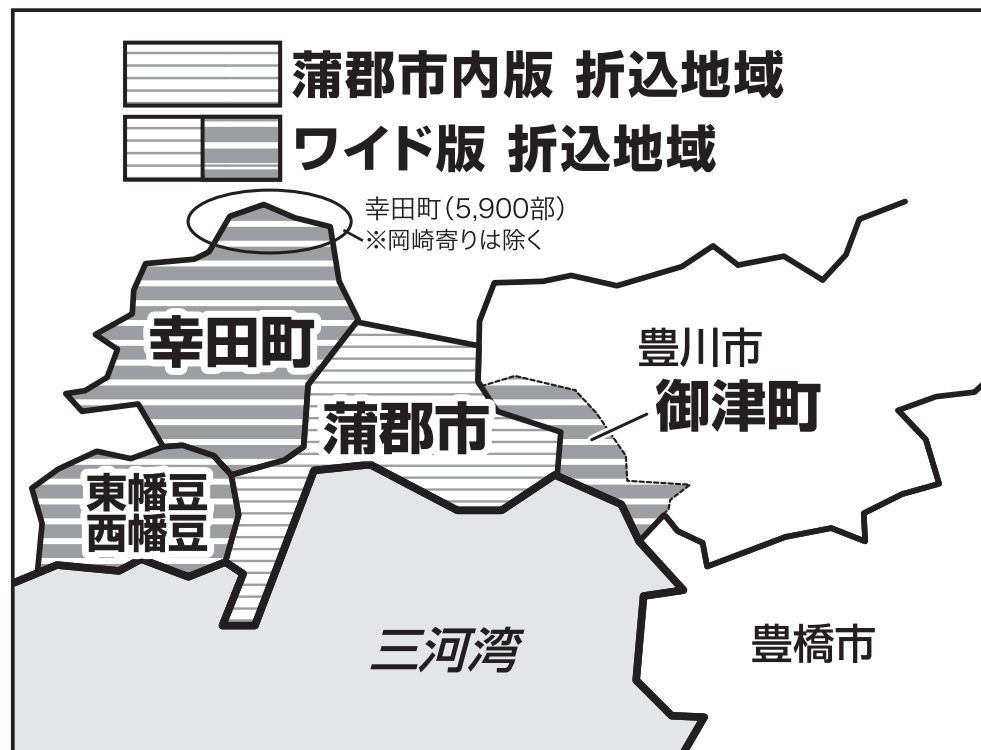 蒲郡市内版 折込地域
ワイド版 折込地域
幸田町(5,900部)
※岡崎寄りは除く
幸田町
豊川市
御津町
蒲郡市
東幡豆
西幡豆
三河湾
豊橋市